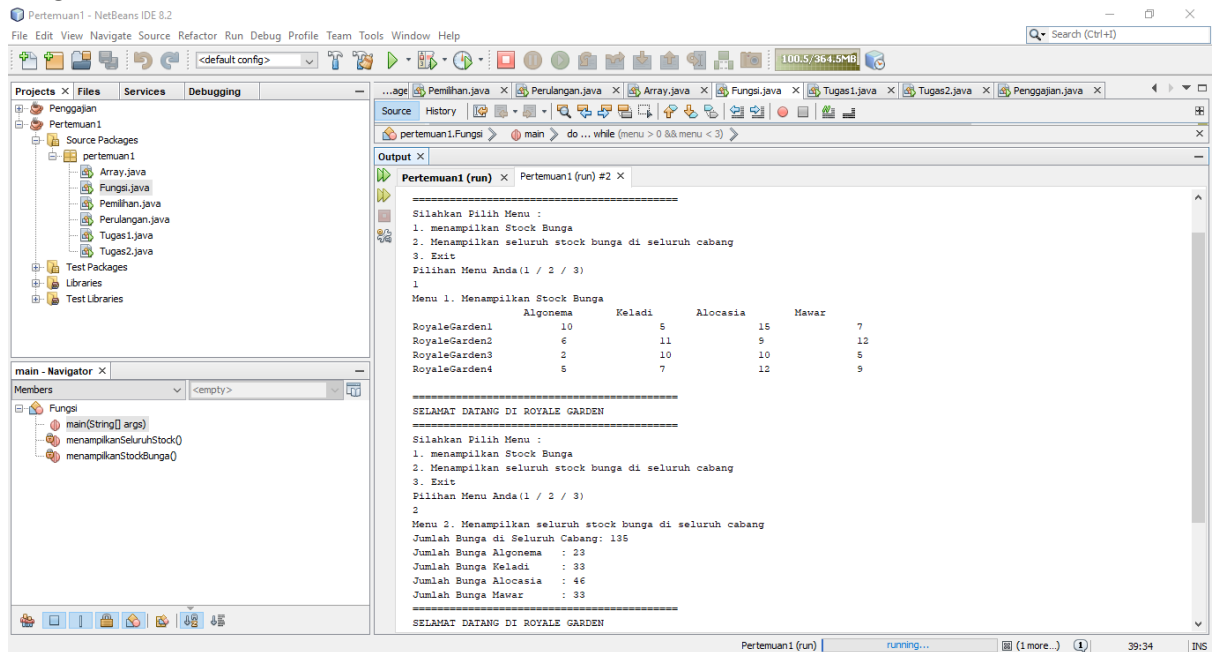 Pertemuan1 - NetBeans IDE 8.2
File Edit View Navigate Source Refactor Run Debug Profile Team Tools Window Help
Search (Ctrl+I)
<default config>
100.5/364.5MB
Projects Files Services Debugging
Penggajian
Pertemuan1
Source Packages
pertemuan1
Array.java
Fungsi.java
Pemilihan.java
Perulangan.java
Tugas1.java
Tugas2.java
Test Packages
Libraries
Test Libraries
main - Navigator
Members <empty>
Fungsi
main(String[] args)
menampilkanSeluruhStock()
menampilkanStockBunga()
...age Pemilihan.java Perulangan.java Array.java Fungsi.java Tugas1.java Tugas2.java Penggajian.java
Source History
pertemuan1.Fungsi main do ... while (menu > 0 && menu < 3)
Output
Pertemuan1 (run) Pertemuan1 (run) #2
============================================
Silahkan Pilih Menu :
1. menampilkan Stock Bunga
2. Menampilkan seluruh stock bunga di seluruh cabang
3. Exit
Pilihan Menu Anda(1 / 2 / 3)
1
Menu 1. Menampilkan Stock Bunga
Algonema Keladi Alocasia Mawar
RoyaleGarden1 10 5 15 7
RoyaleGarden2 6 11 9 12
RoyaleGarden3 2 10 10 5
RoyaleGarden4 5 7 12 9
============================================
SELAMAT DATANG DI ROYALE GARDEN
============================================
Silahkan Pilih Menu :
1. menampilkan Stock Bunga
2. Menampilkan seluruh stock bunga di seluruh cabang
3. Exit
Pilihan Menu Anda(1 / 2 / 3)
2
Menu 2. Menampilkan seluruh stock bunga di seluruh cabang
Jumlah Bunga di Seluruh Cabang: 135
Jumlah Bunga Algonema : 23
Jumlah Bunga Keladi : 33
Jumlah Bunga Alocasia : 46
Jumlah Bunga Mawar : 33
============================================
SELAMAT DATANG DI ROYALE GARDEN
Pertemuan1 (run) running... (1 more...) 1 39:34 INS